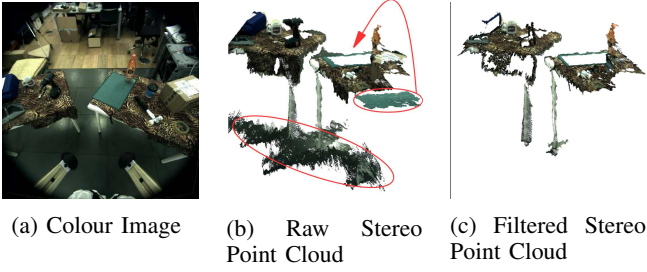 (a) Colour Image
(b) Raw Stereo
Point Cloud
(c) Filtered Stereo
Point Cloud